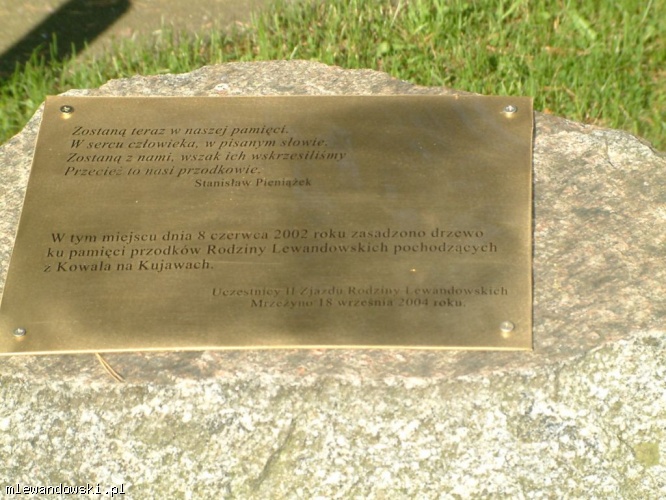 Zostaną teraz w naszej pamięci.
W sercu człowieka, w pisanym słowie.
Zostaną z nami, wszak ich wskrzesiliśmy
Przecież to nasi przodkowie.
Stanisław Pieniążek
W tym miejscu dnia 8 czerwca 2002 roku zasadzono drzewo
ku pamięci przodków Rodziny Lewandowskich pochodzących
z Kowala na Kujawach.
Uczestnicy II Zjazdu Rodziny Lewandowskich
Mrzeżyno 18 września 2004 roku.
mlewandowski.pl